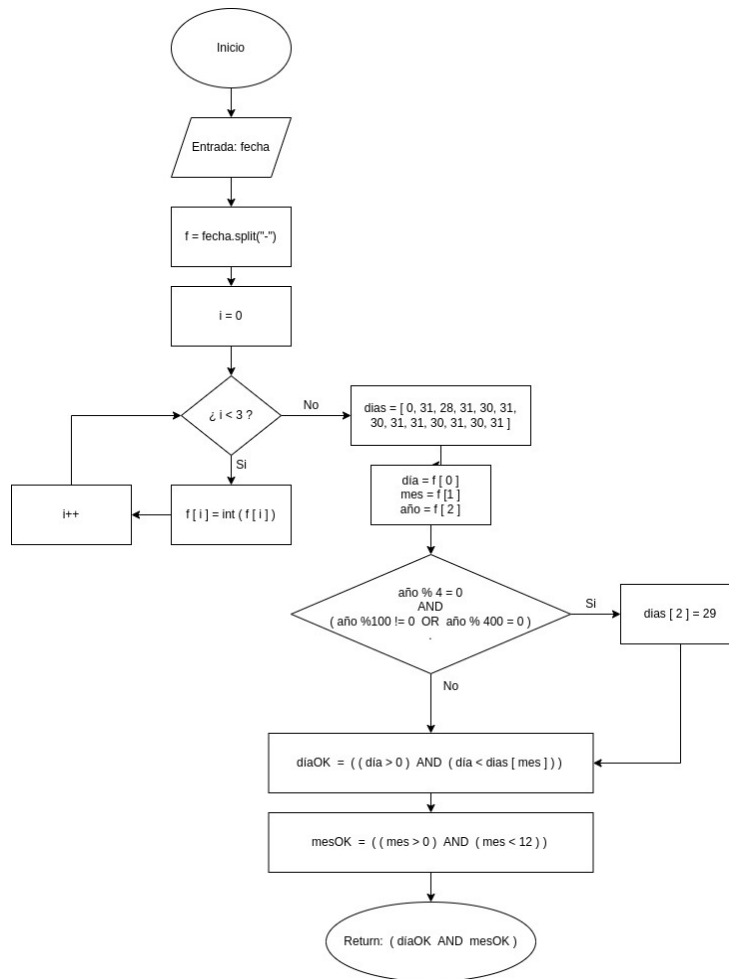 Inicio
Entrada: fecha
f = fecha.split("-")
i = 0
¿ i < 3 ?
No
dias = [ 0, 31, 28, 31, 30, 31,
30, 31, 31, 30, 31, 30, 31 ]
Si
f [ i ] = int ( f [ i ] )
i++
día = f [ 0 ]
mes = f [1 ]
año = f [ 2 ]
año % 4 = 0
AND
( año %100 != 0 OR año % 400 = 0 )
.
Si
dias [ 2 ] = 29
No
díaOK = ( ( día > 0 ) AND ( día < dias [ mes ] ) )
mesOK = ( ( mes > 0 ) AND ( mes < 12 ) )
Return: ( díaOK AND mesOK )